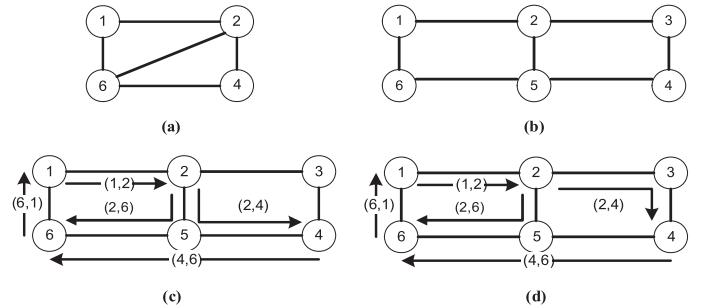 1 2 1 2 3
6 4 6 5 4
(a) (b)
1 2 3 1 2 3
(1,2) (1,2)
(6,1) (2,6) (2,4) (6,1) (2,6) (2,4)
6 5 4 6 5 4
(4,6) (4,6)
(c) (d)